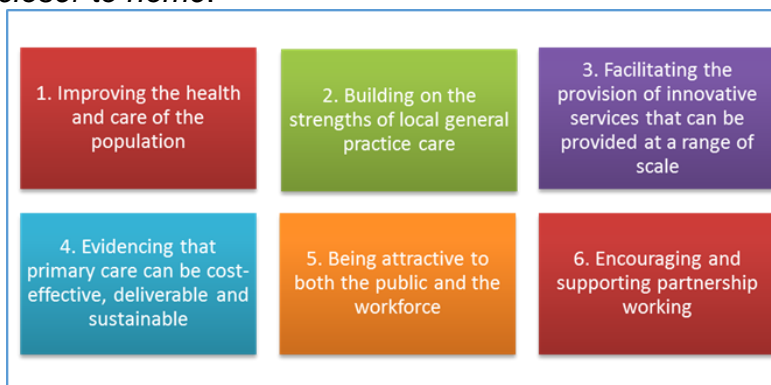 closer to home.
1. Improving the health
and care of the
population
2. Building on the
strengths of local general
practice care
3. Facilitating the
provision of innovative
services that can be
provided at a range of
scale
4. Evidencing that
primary care can be cost-
effective, deliverable and
sustainable
5. Being attractive to
both the public and the
workforce
6. Encouraging and
supporting partnership
working